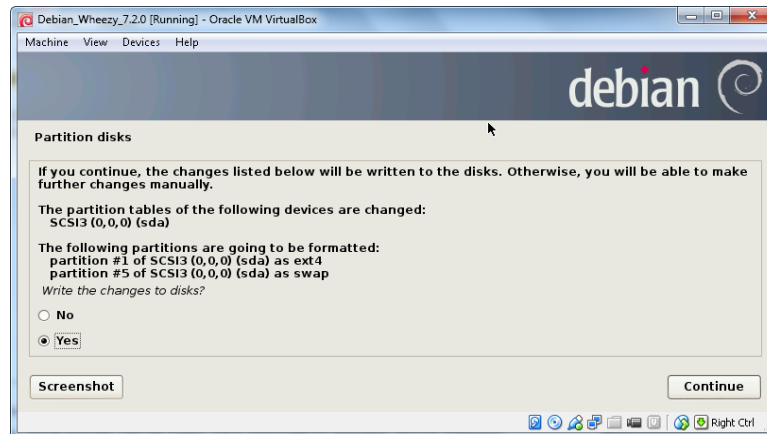 Debian_Wheezy_7.2.0 [Running] - Oracle VM VirtualBox
Machine View Devices Help
debian
Partition disks
If you continue, the changes listed below will be written to the disks. Otherwise, you will be able to make
further changes manually.
The partition tables of the following devices are changed:
SCSI3 (0,0,0) (sda)
The following partitions are going to be formatted:
partition #1 of SCSI3 (0,0,0) (sda) as ext4
partition #5 of SCSI3 (0,0,0) (sda) as swap
Write the changes to disks?
No
Yes
Screenshot Continue
Right Ctrl